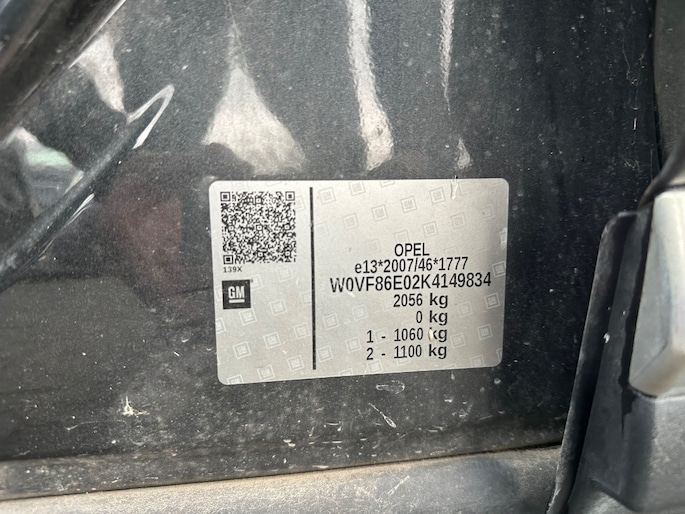 139X
GM
OPEL
e13*2007/46*1777
W0VF86E02K4149834
2056 kg
0 kg
1 - 1060 kg
2 - 1100 kg